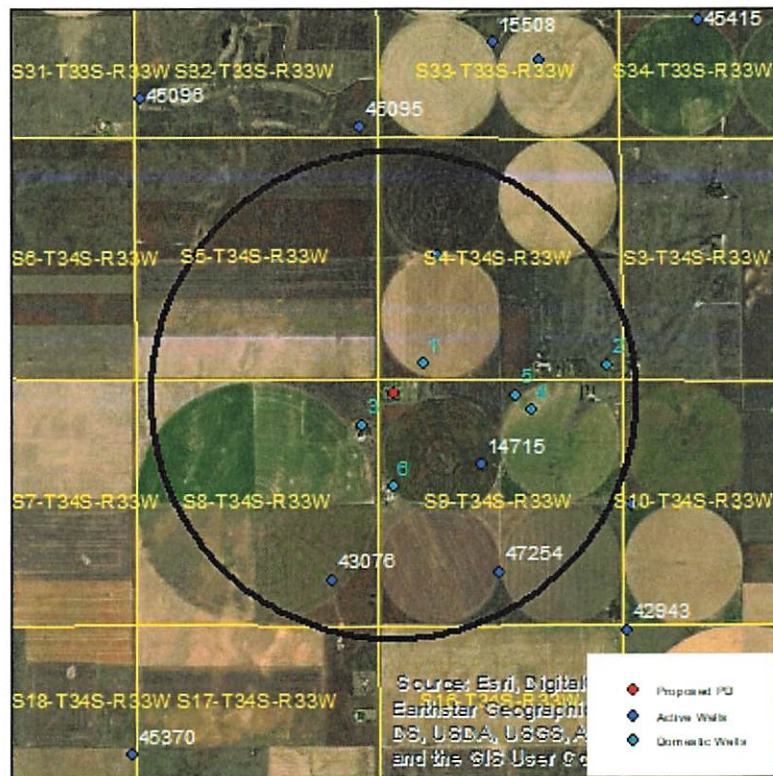 15508
45415
S31-T33S-R33W
S32-T33S-R33W
S33-T33S-R33W
S34-T33S-R33W
45096
45095
S6-T34S-R33W
S5-T34S-R33W
S4-T34S-R33W
S3-T34S-R33W
1
2
5
4
3
14715
6
S7-T34S-R33W
S8-T34S-R33W
S9-T34S-R33W
S10-T34S-R33W
43076
47254
42943
Source: Esri, Digital
S18-T34S-R33W
S17-T34S-R33W
Earthstar Geographi
DS, USDA, USGS, A
and the GIS User Co
45370
Proposed PD
Active Wells
Domestic Wells